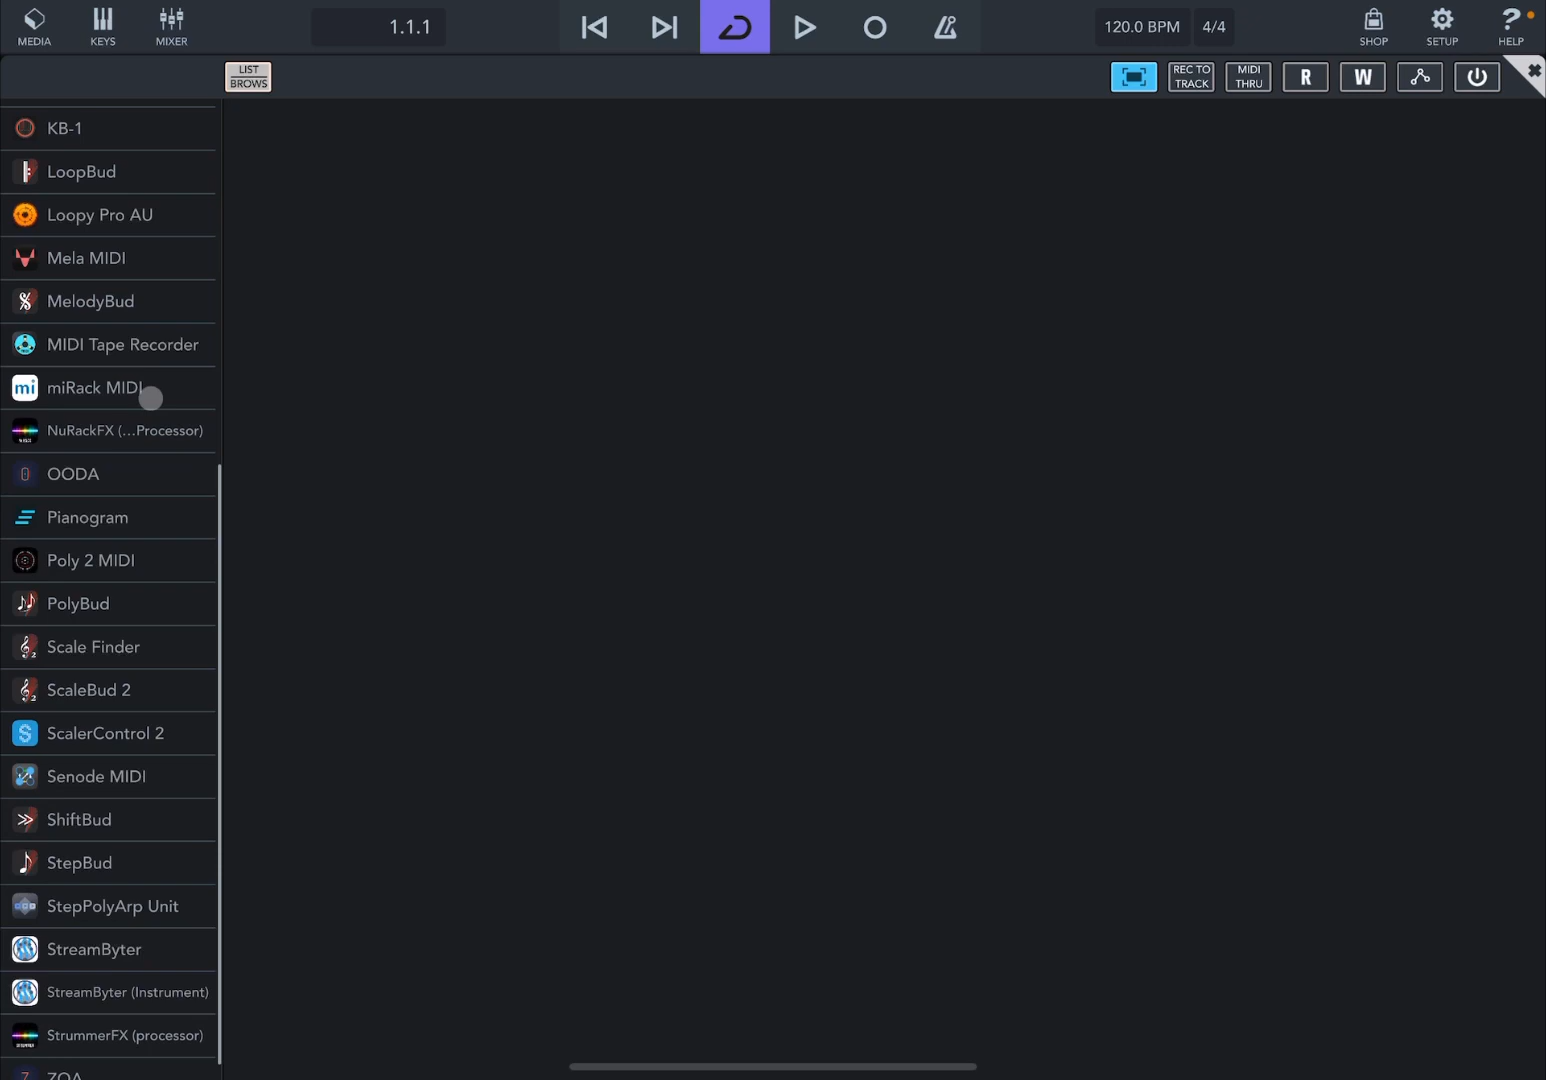 MEDIA
KEYS
MIXER
1.1.1
120.0 BPM
4/4
SHOP
SETUP
?
HELP
LIST
BROWS
REC TO
TRACK
MIDI
THRU
R
W
KB-1
LoopBud
Loopy Pro AU
Mela MIDI
MelodyBud
MIDI Tape Recorder
mi
miRack MIDI
NuRackFX (...Processor)
OODA
Pianogram
Poly 2 MIDI
PolyBud
Scale Finder
ScaleBud 2
S
ScalerControl 2
Senode MIDI
ShiftBud
StepBud
StepPolyArp Unit
StreamByter
StreamByter (Instrument)
StrummerFX (processor)
Z
ZOA